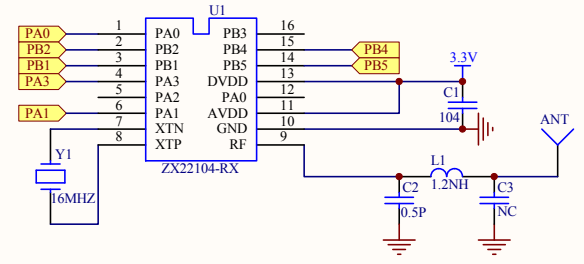 U1
PA0 1 PA0 PB3 16
PB2 2 PB2 PB4 15 PB4
PB1 3 PB1 PB5 14 PB5
PA3 4 PA3 DVDD 13
5 PA2 PA0 12
PA1 6 PA1 AVDD 11
7 XTN GND 10
8 XTP RF 9
ZX22104-RX
3.3V
C1
104
ANT
Y1
16MHZ
L1
1.2NH
C2
0.5P
C3
NC